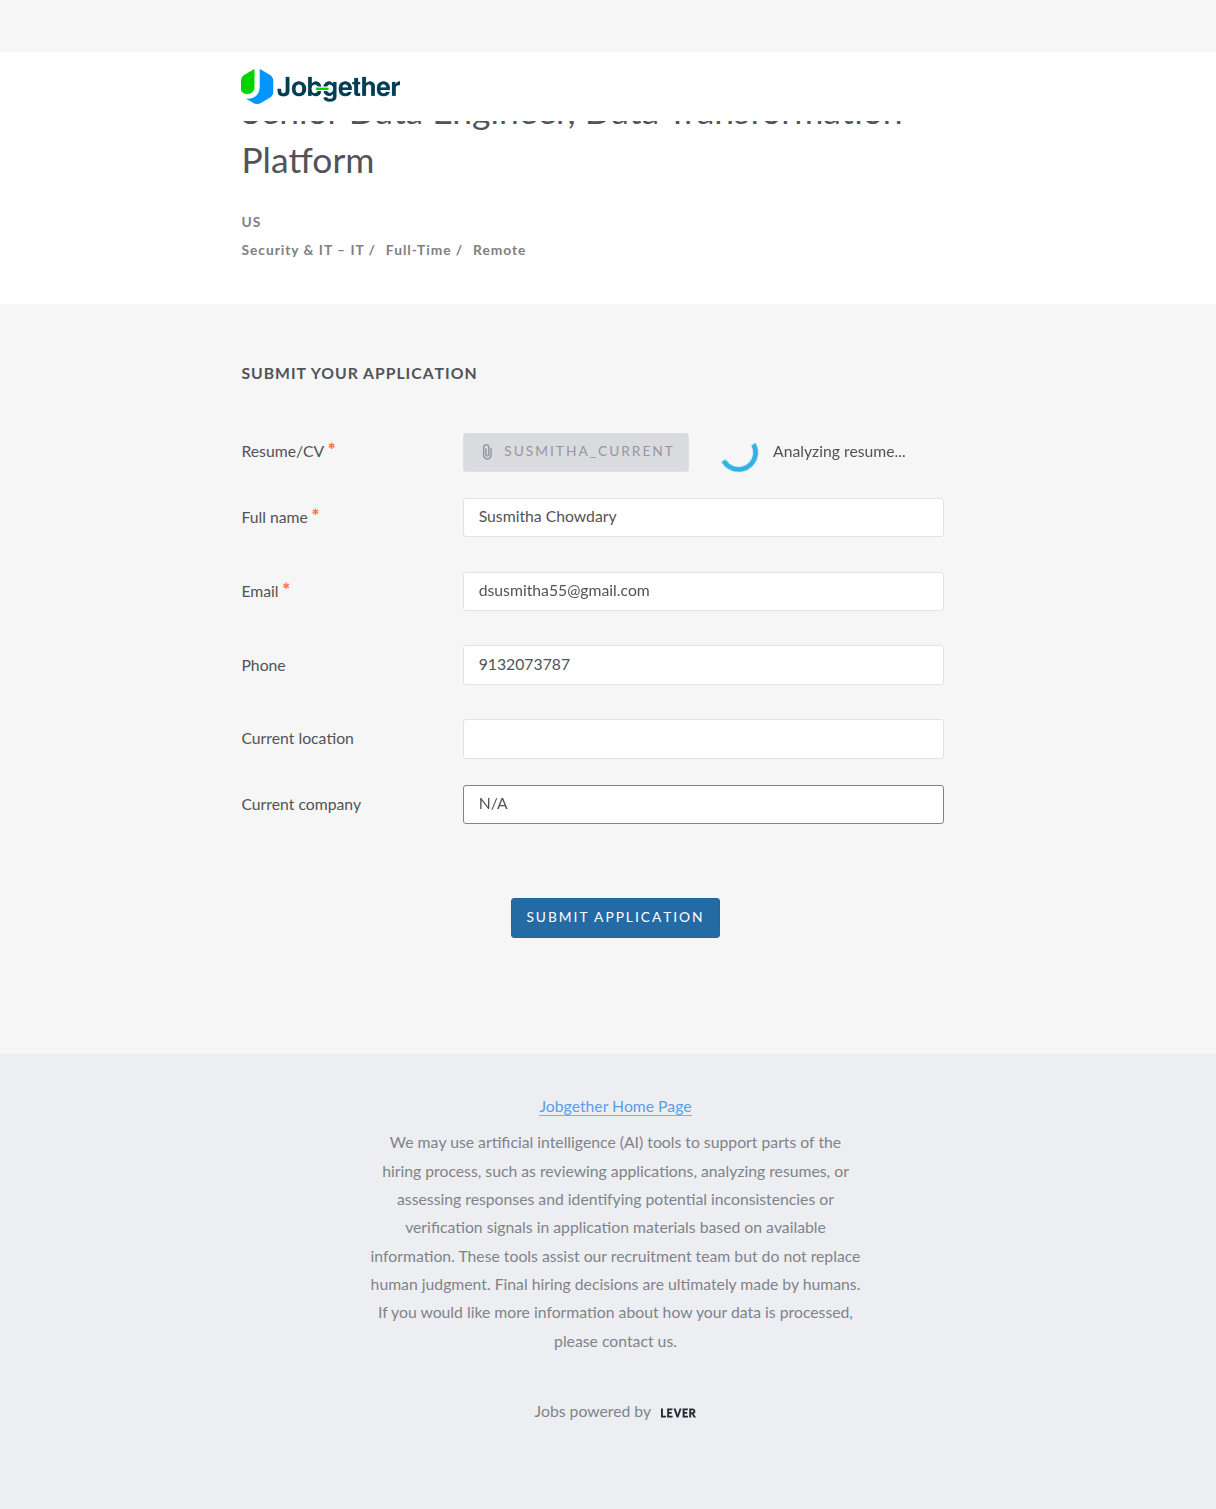 Jobgether
Senior Data Engineer, Data Transformation
Platform
US
Security & IT – IT / Full-Time / Remote
SUBMIT YOUR APPLICATION
Resume/CV ✱ SUSMITHA_CURRENT Analyzing resume...
Full name ✱ Susmitha Chowdary
Email ✱ dsusmitha55@gmail.com
Phone 9132073787
Current location
Current company N/A
SUBMIT APPLICATION
Jobgether Home Page
We may use artificial intelligence (AI) tools to support parts of the
hiring process, such as reviewing applications, analyzing resumes, or
assessing responses and identifying potential inconsistencies or
verification signals in application materials based on available
information. These tools assist our recruitment team but do not replace
human judgment. Final hiring decisions are ultimately made by humans.
If you would like more information about how your data is processed,
please contact us.
Jobs powered by LEVER